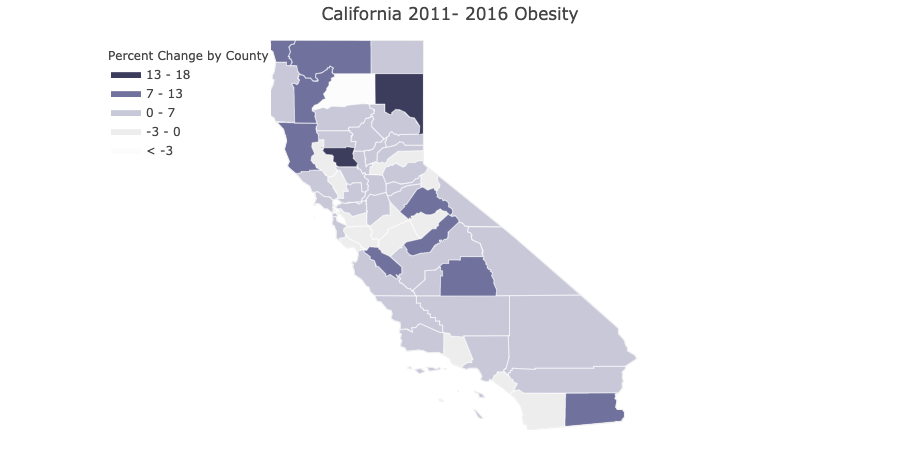 California 2011- 2016 Obesity
Percent Change by County
13 - 18
7 - 13
0 - 7
-3 - 0
< -3